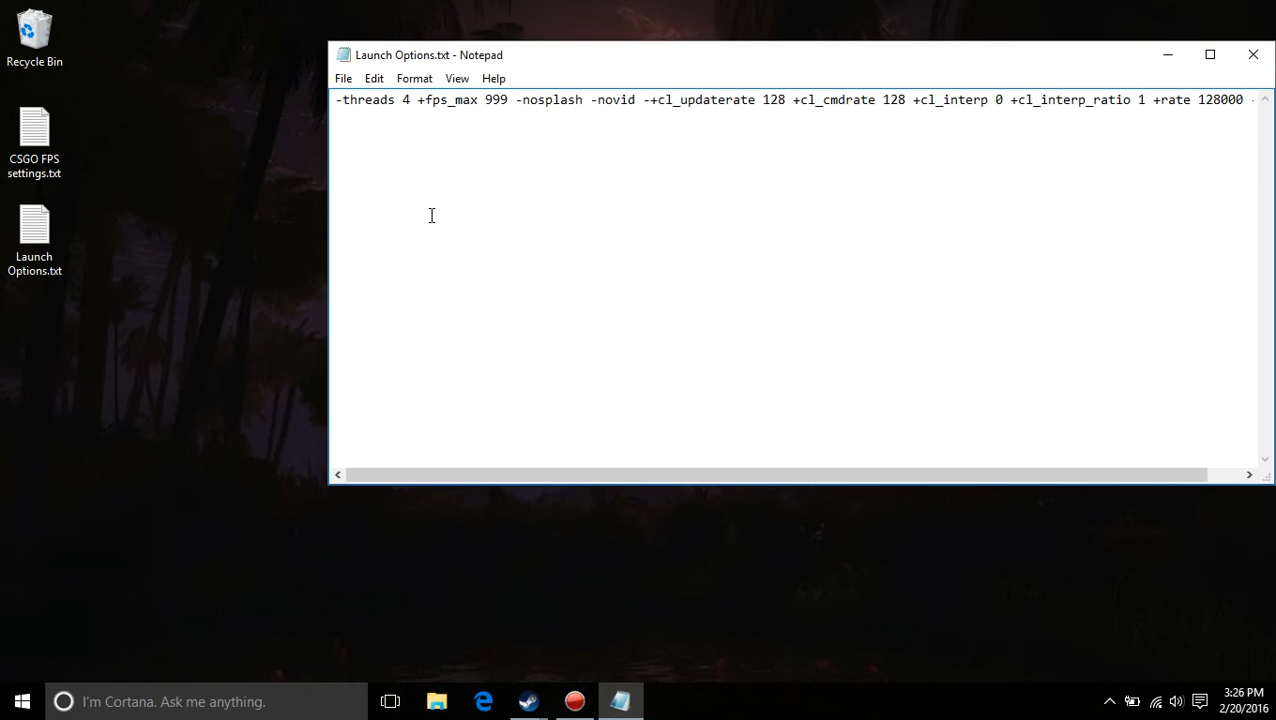 Recycle Bin
CSGO FPS
settings.txt
Launch
Options.txt
Launch Options.txt - Notepad
File Edit Format View Help
-threads 4 +fps_max 999 -nosplash -novid -+cl_updaterate 128 +cl_cmdrate 128 +cl_interp 0 +cl_interp_ratio 1 +rate 128000 -
I'm Cortana. Ask me anything.
3:26 PM
2/20/2016